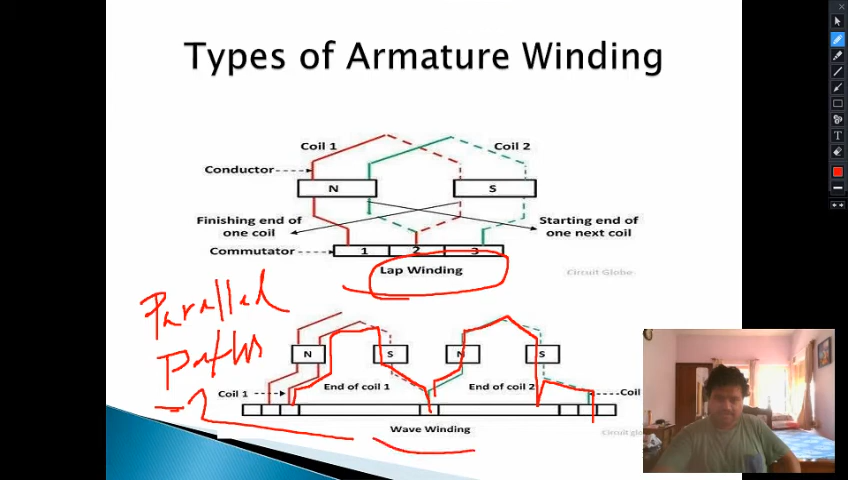 Types of Armature Winding
Coil 1
Coil 2
Conductor
N
S
Finishing end of
one coil
Starting end of
one next coil
Commutator
1
2
3
Lap Winding
Circuit Globe
Parallel
paths
- 2
N
S
N
S
Coil 1
End of coil 1
End of coil 2
Coil
Wave Winding
Circuit glo
T